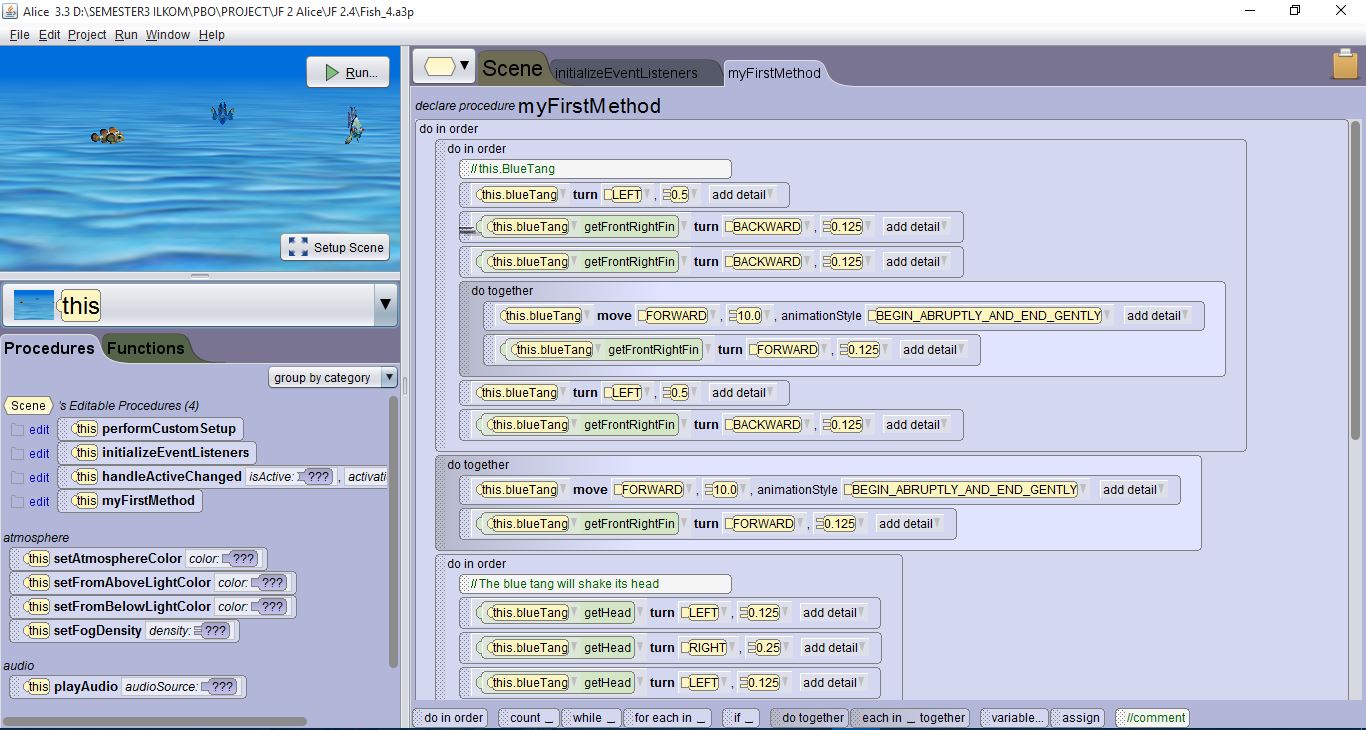 Alice 3.3 D:\SEMESTER3 ILKOM\PBO\PROJECT\JF 2 Alice\JF 2.4\Fish_4.a3p
File Edit Project Run Window Help
Run...
Setup Scene
this
Procedures Functions
group by category
Scene 's Editable Procedures (4)
edit this performCustomSetup
edit this initializeEventListeners
edit this handleActiveChanged isActive: ??? , activati
edit this myFirstMethod
atmosphere
this setAtmosphereColor color: ???
this setFromAboveLightColor color: ???
this setFromBelowLightColor color: ???
this setFogDensity density: ???
audio
this playAudio audioSource: ???
Scene initializeEventListeners myFirstMethod
declare procedure myFirstMethod
do in order
do in order
//this.BlueTang
this.blueTang turn LEFT , 0.5 add detail
this.blueTang getFrontRightFin turn BACKWARD , 0.125 add detail
this.blueTang getFrontRightFin turn BACKWARD , 0.125 add detail
do together
this.blueTang move FORWARD , 10.0 , animationStyle BEGIN_ABRUPTLY_AND_END_GENTLY add detail
this.blueTang getFrontRightFin turn FORWARD , 0.125 add detail
this.blueTang turn LEFT , 0.5 add detail
this.blueTang getFrontRightFin turn BACKWARD , 0.125 add detail
do together
this.blueTang move FORWARD , 10.0 , animationStyle BEGIN_ABRUPTLY_AND_END_GENTLY add detail
this.blueTang getFrontRightFin turn FORWARD , 0.125 add detail
do in order
//The blue tang will shake its head
this.blueTang getHead turn LEFT , 0.125 add detail
this.blueTang getHead turn RIGHT , 0.25 add detail
this.blueTang getHead turn LEFT , 0.125 add detail
do in order count _ while _ for each in _ if _ do together each in _ together variable... assign //comment